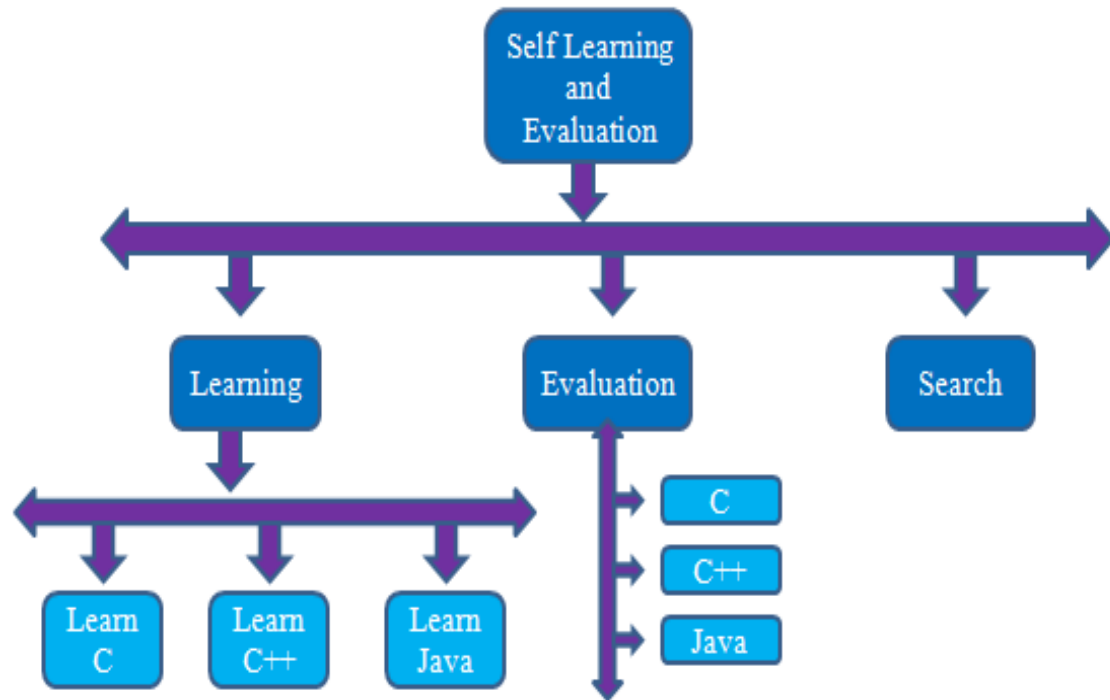 Self Learning
and
Evaluation
Learning
Evaluation
Search
C
C++
Java
Learn
C
Learn
C++
Learn
Java